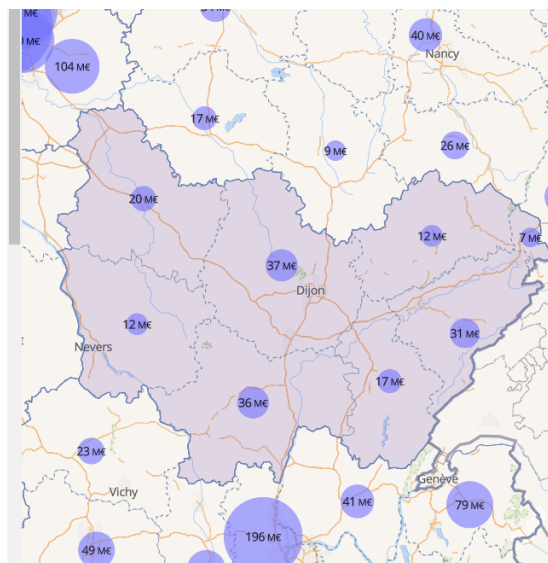 M€
M€
104 M€
40 M€
Nancy
17 M€
9 M€
26 M€
20 M€
12 M€
7 M€
37 M€
Dijon
12 M€
31 M€
Nevers
17 M€
36 M€
23 M€
Genève
Vichy
41 M€
79 M€
196 M€
49 M€